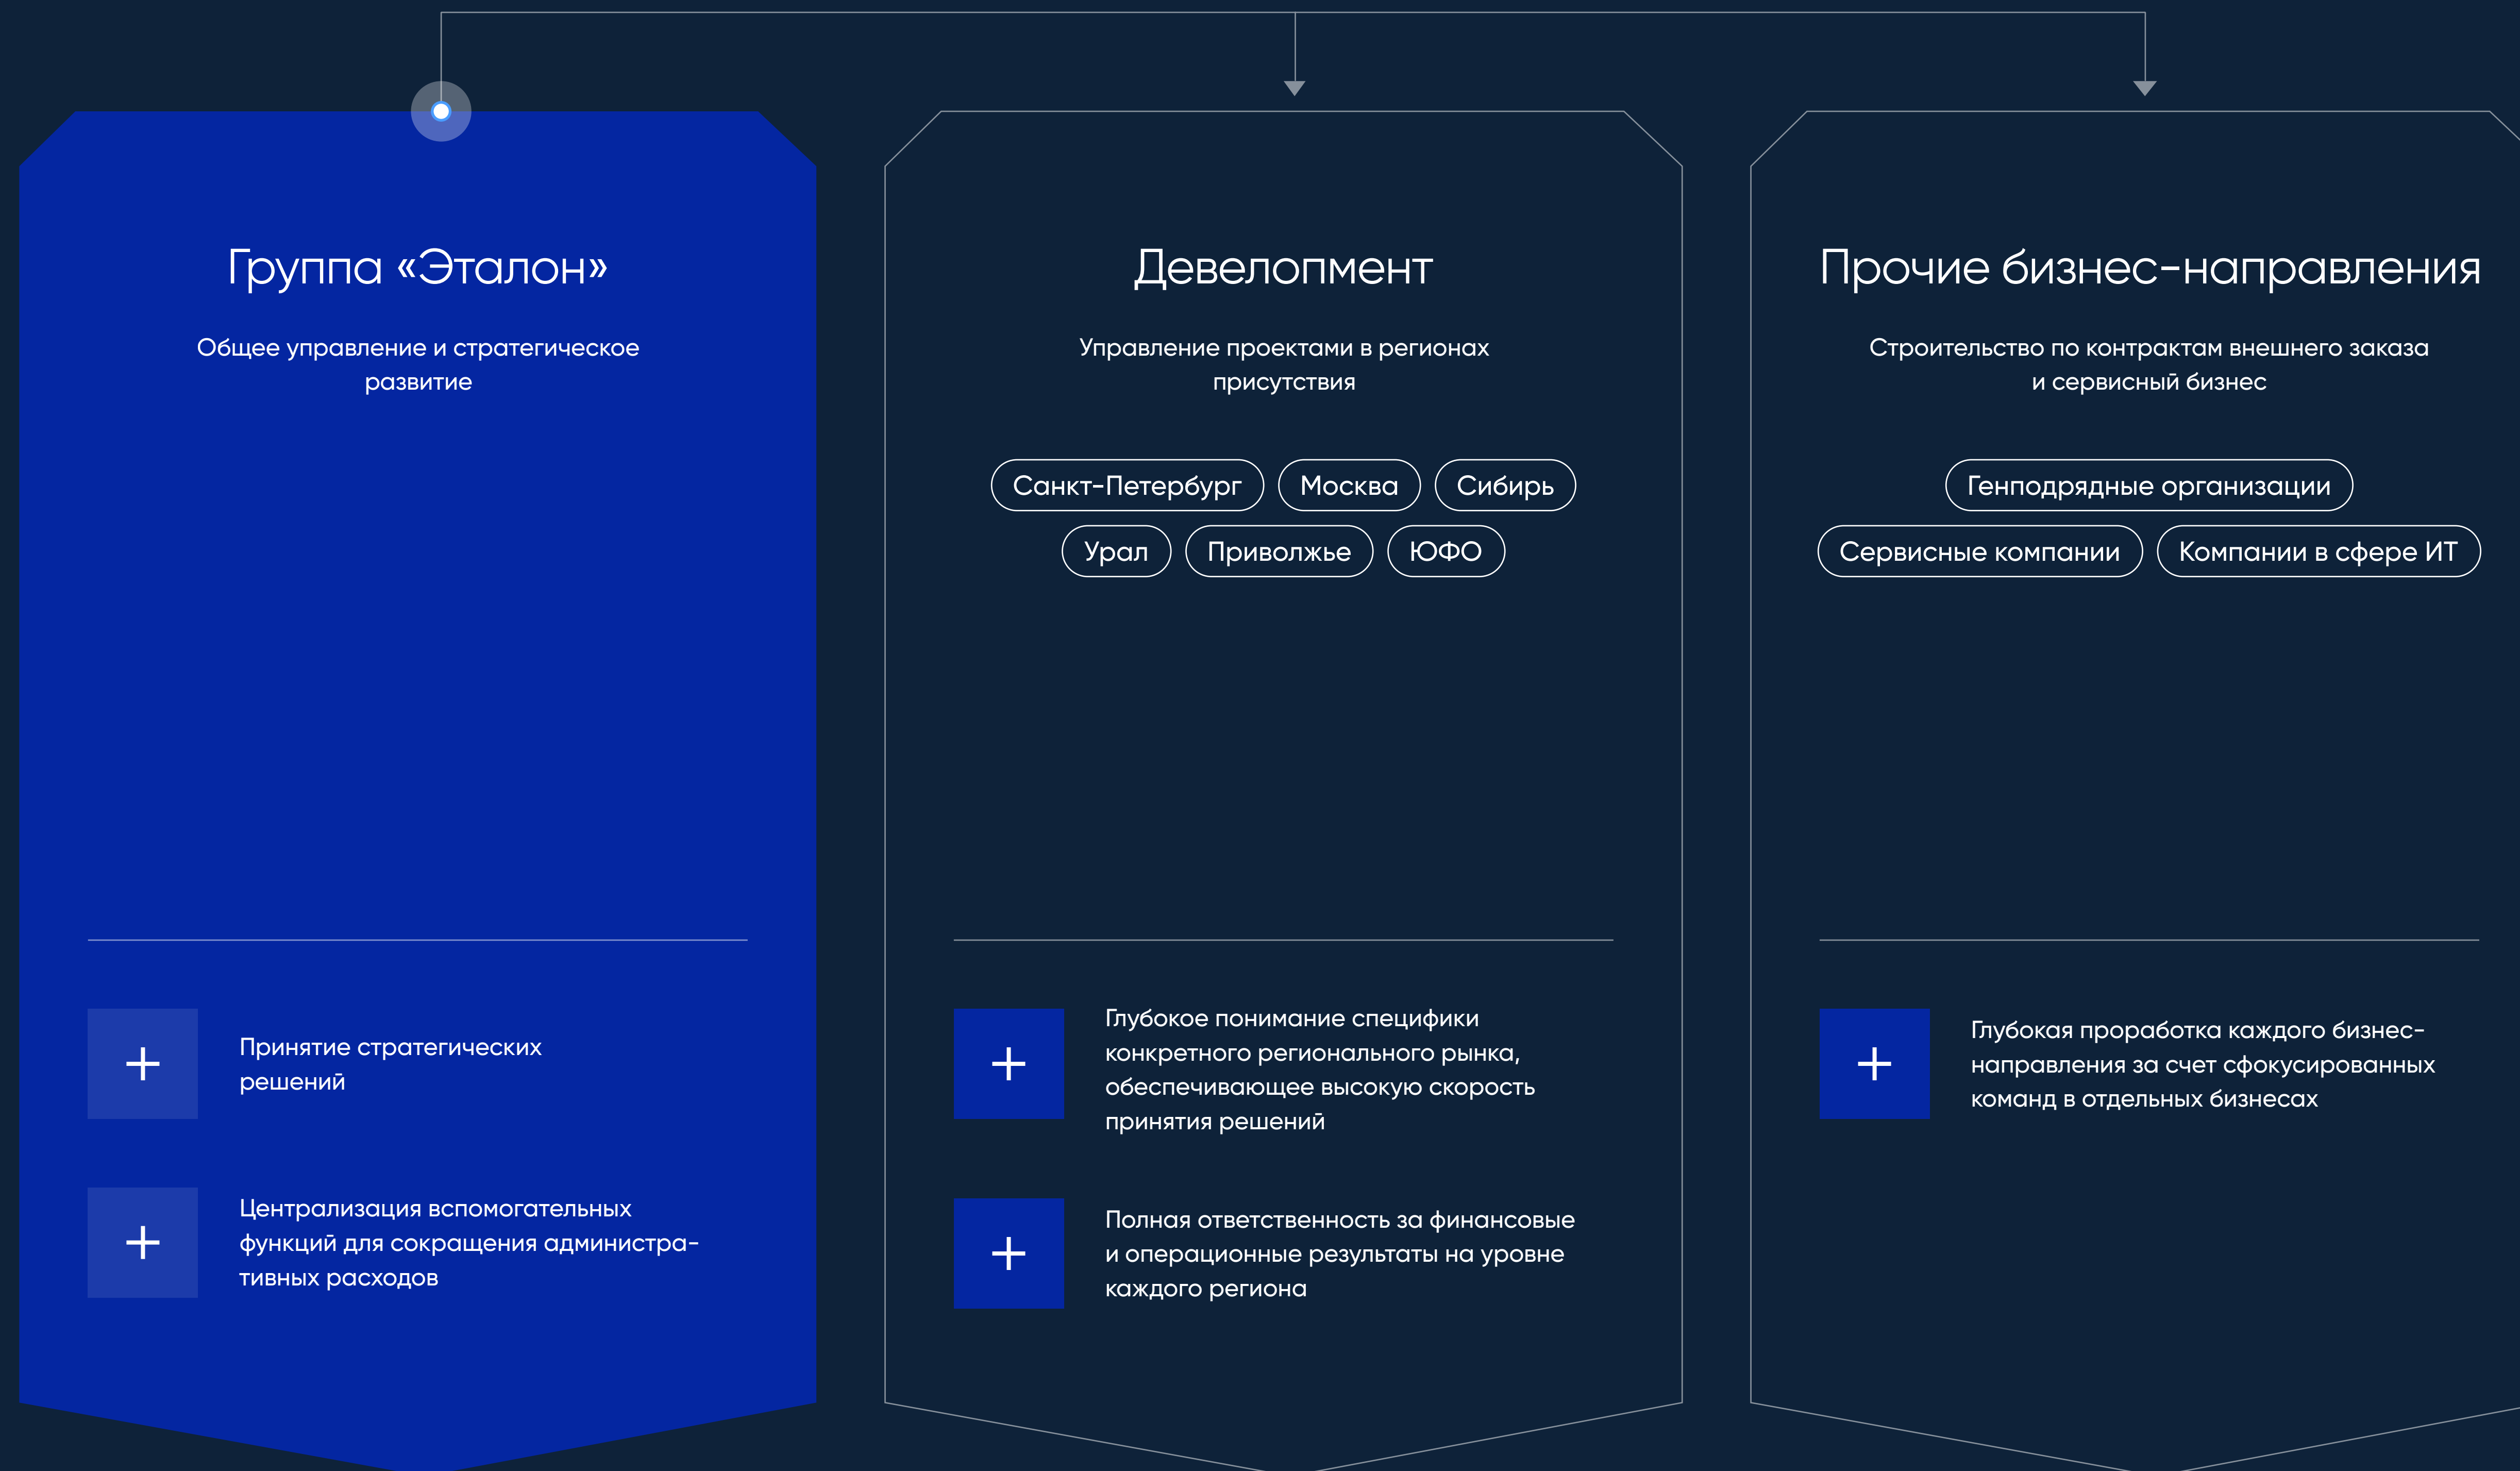 Группа «Эталон»
Общее управление и стратегическое
развитие
+
Принятие стратегических
решений
+
Централизация вспомогательных
функций для сокращения администра-
тивных расходов
Девелопмент
Управление проектами в регионах
присутствия
Санкт-Петербург Москва Сибирь
Урал Приволжье ЮФО
+
Глубокое понимание специфики
конкретного регионального рынка,
обеспечивающее высокую скорость
принятия решений
+
Полная ответственность за финансовые
и операционные результаты на уровне
каждого региона
Прочие бизнес-направления
Строительство по контрактам внешнего заказа
и сервисный бизнес
Генподрядные организации
Сервисные компании Компании в сфере ИТ
+
Глубокая проработка каждого бизнес-
направления за счет сфокусированных
команд в отдельных бизнесах